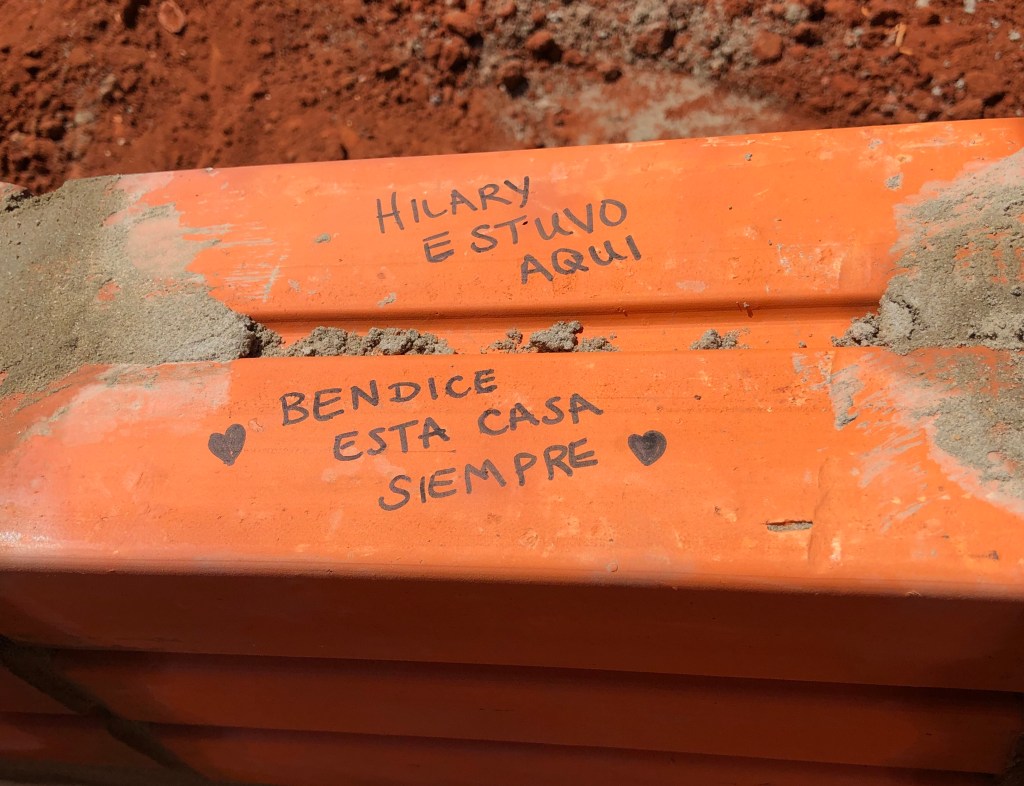 HILARY
ESTUVO
AQUI
BENDICE
ESTA CASA
SIEMPRE